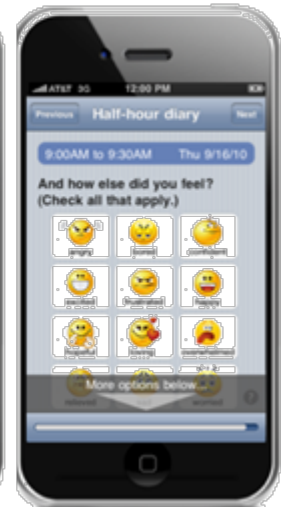 AT&T 3G 12:00 PM
Previous Half-hour diary Next
9:00AM to 9:30AM Thu 9/16/10
And how else did you feel?
(Check all that apply.)
angry bored confident
excited frustrated happy
hopeful loving overwhelmed
More options below...
relieved worried